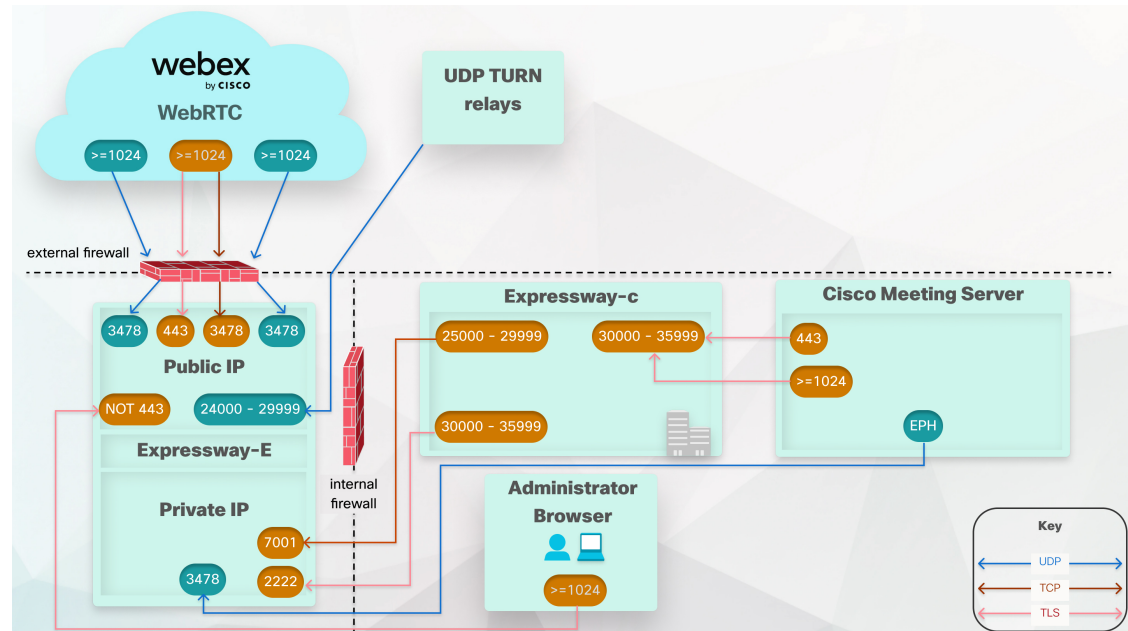 webex
by CISCO
WebRTC
>=1024
>=1024
>=1024
UDP TURN
relays
external firewall
3478
443
3478
3478
Public IP
NOT 443
24000 - 29999
Expressway-E
Private IP
7001
3478
2222
internal
firewall
Expressway-c
25000 - 29999
30000 - 35999
30000 - 35999
Cisco Meeting Server
443
>=1024
EPH
Administrator
Browser
>=1024
Key
UDP
TCP
TLS